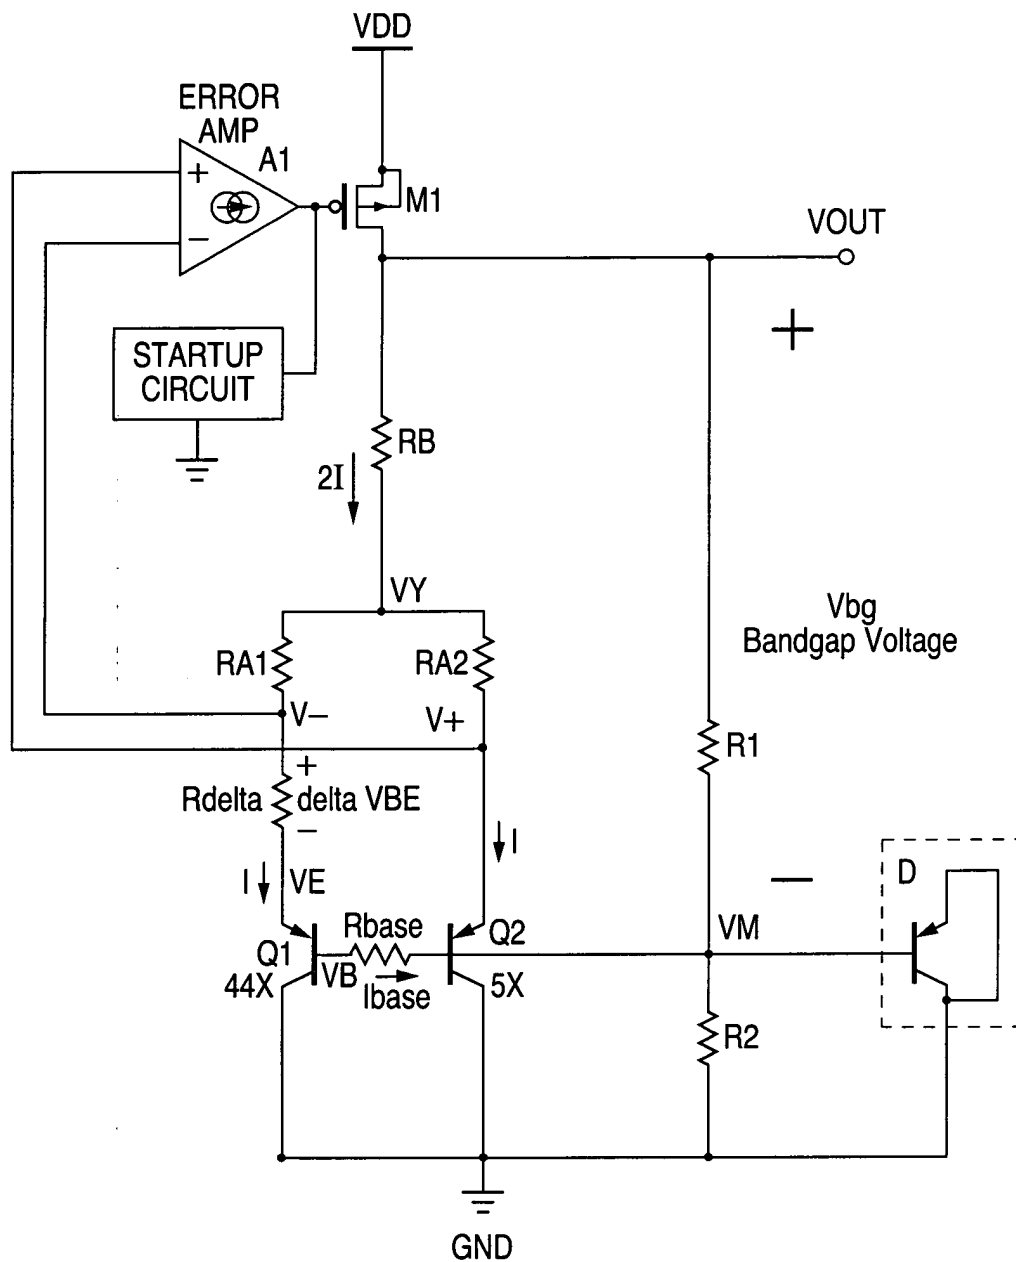 VDD
ERROR
AMP
A1
+
−
M1
VOUT
+
STARTUP
CIRCUIT
RB
2I
VY
Vbg
Bandgap Voltage
RA1
RA2
V−
V+
R1
+
Rdelta
delta VBE
−
I
I
VE
−
D
Rbase
Q2
VM
Q1
VB
44X
Ibase
5X
R2
GND